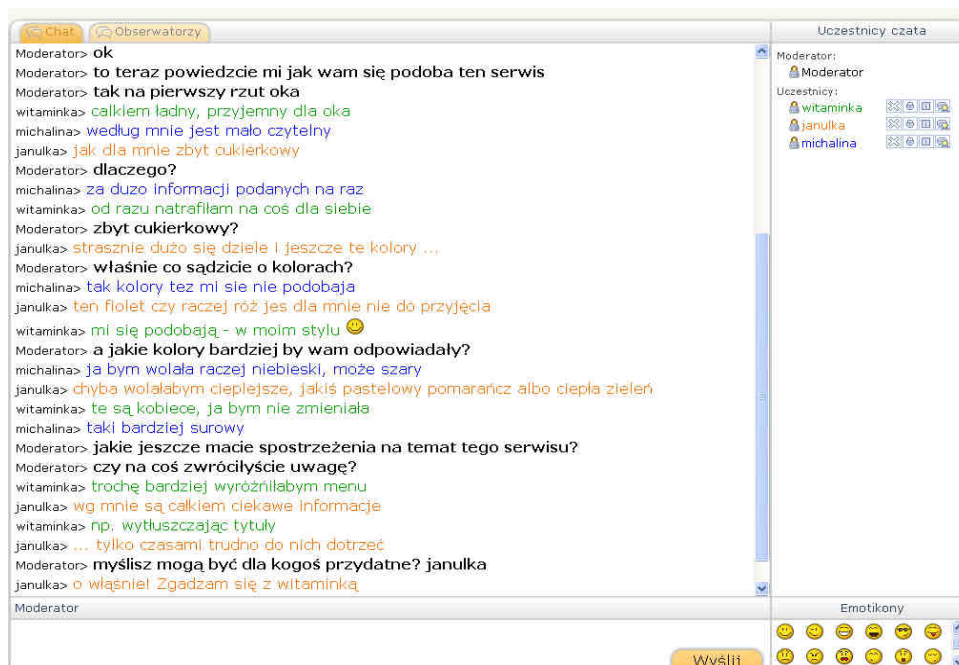 Chat
Obserwatorzy
Uczestnicy czata
Moderator> ok
Moderator> to teraz powiedzcie mi jak wam się podoba ten serwis
Moderator> tak na pierwszy rzut oka
witaminka> calkiem ładny, przyjemny dla oka
michalina> według mnie jest mało czytelny
janulka> jak dla mnie zbyt cukierkowy
Moderator> dlaczego?
michalina> za duzo informacji podanych na raz
witaminka> od razu natrafiłam na coś dla siebie
Moderator> zbyt cukierkowy?
janulka> strasznie dużo się dziele i jeszcze te kolory ...
Moderator> właśnie co sądzicie o kolorach?
michalina> tak kolory tez mi sie nie podobaja
janulka> ten fiolet czy raczej róż jes dla mnie nie do przyjęcia
witaminka> mi się podobają - w moim stylu
Moderator> a jakie kolory bardziej by wam odpowiadały?
michalina> ja bym wolała raczej niebieski, może szary
janulka> chyba wolałabym cieplejsze, jakiś pastelowy pomarańcz albo ciepła zieleń
witaminka> te są kobiece, ja bym nie zmieniała
michalina> taki bardziej surowy
Moderator> jakie jeszcze macie spostrzeżenia na temat tego serwisu?
Moderator> czy na coś zwróciłyście uwagę?
witaminka> trochę bardziej wyróżniłabym menu
janulka> wg mnie są całkiem ciekawe informacje
witaminka> np. wytłuszczając tytuły
janulka> ... tylko czasami trudno do nich dotrzeć
Moderator> myślisz mogą być dla kogoś przydatne? janulka
janulka> o włąśnie! Zgadzam się z witaminką
Moderator:
Moderator
Uczestnicy:
witaminka
janulka
michalina
Moderator
Emotikony
Wyślij